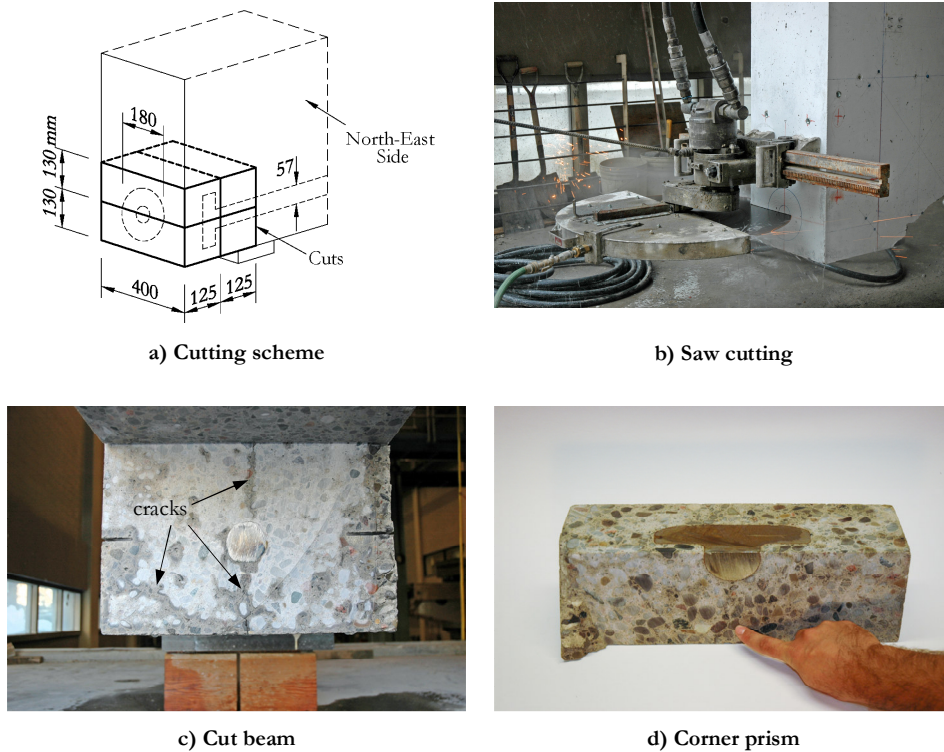 180
130 mm
130
57
North-East
Side
Cuts
400
125
125
a) Cutting scheme
b) Saw cutting
cracks
c) Cut beam
d) Corner prism